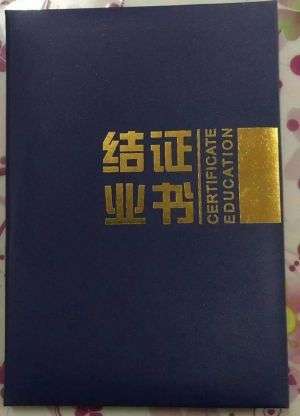 结证
业书
CERTIFICATE
EDUCATION